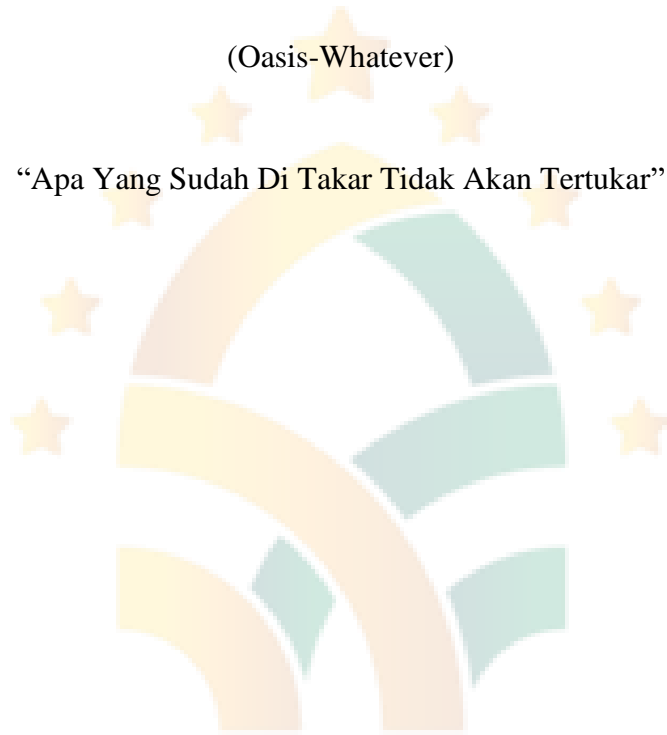 (Oasis-Whatever)
“Apa Yang Sudah Di Takar Tidak Akan Tertukar”